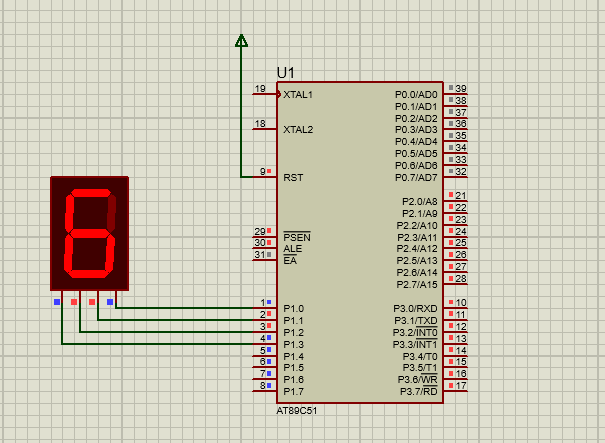 U1
19 XTAL1 P0.0/AD0 39
P0.1/AD1 38
P0.2/AD2 37
18 XTAL2 P0.3/AD3 36
P0.4/AD4 35
P0.5/AD5 34
P0.6/AD6 33
9 RST P0.7/AD7 32
P2.0/A8 21
P2.1/A9 22
P2.2/A10 23
29 PSEN P2.3/A11 24
30 ALE P2.4/A12 25
31 EA P2.5/A13 26
P2.6/A14 27
P2.7/A15 28
6
1 P1.0 P3.0/RXD 10
2 P1.1 P3.1/TXD 11
3 P1.2 P3.2/INT0 12
4 P1.3 P3.3/INT1 13
5 P1.4 P3.4/T0 14
6 P1.5 P3.5/T1 15
7 P1.6 P3.6/WR 16
8 P1.7 P3.7/RD 17
AT89C51